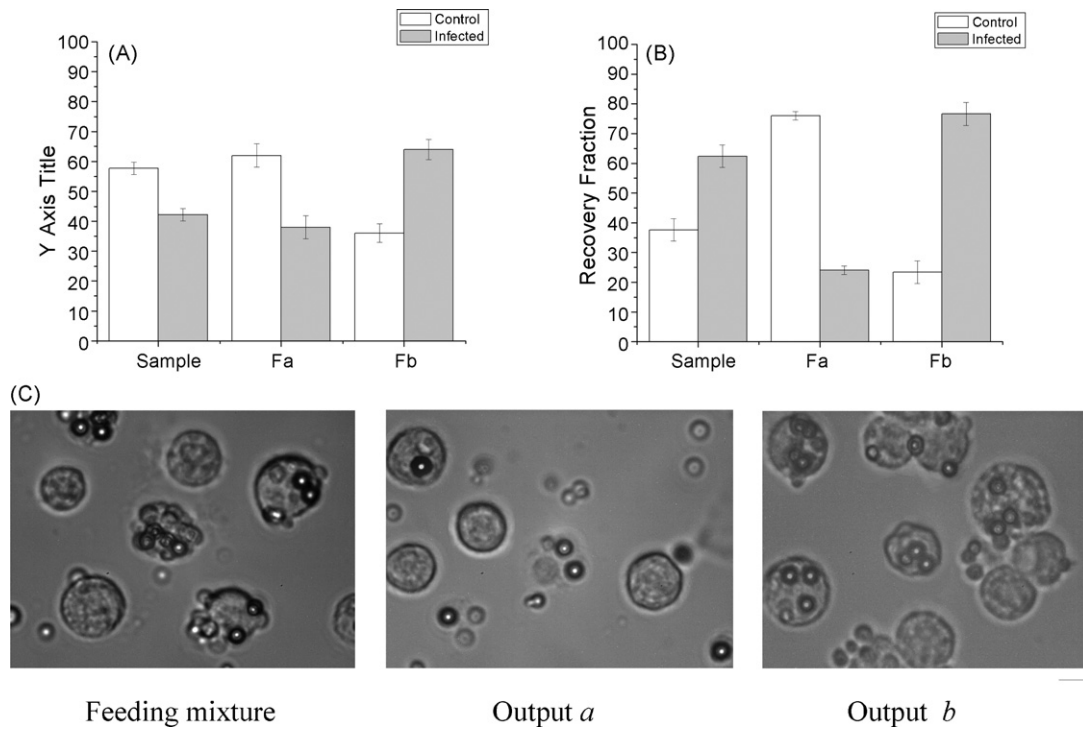 (A)
Control
Infected
100
90
80
70
60
50
40
30
20
10
0
Y Axis Title
Sample Fa Fb
(B)
Control
Infected
100
90
80
70
60
50
40
30
20
10
0
Recovery Fraction
Sample Fa Fb
(C)
Feeding mixture Output a Output b